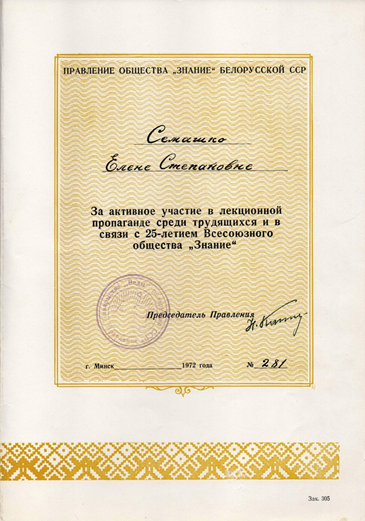 ПРАВЛЕНИЕ ОБЩЕСТВА „ЗНАНИЕ“ БЕЛОРУССКОЙ ССР
Семашко
Елене Степановне
За активное участие в лекционной
пропаганде среди трудящихся и в
связи с 25-летием Всесоюзного
общества „Знание“
Председатель Правления
г. Минск 1972 года № 281
Зак. 305